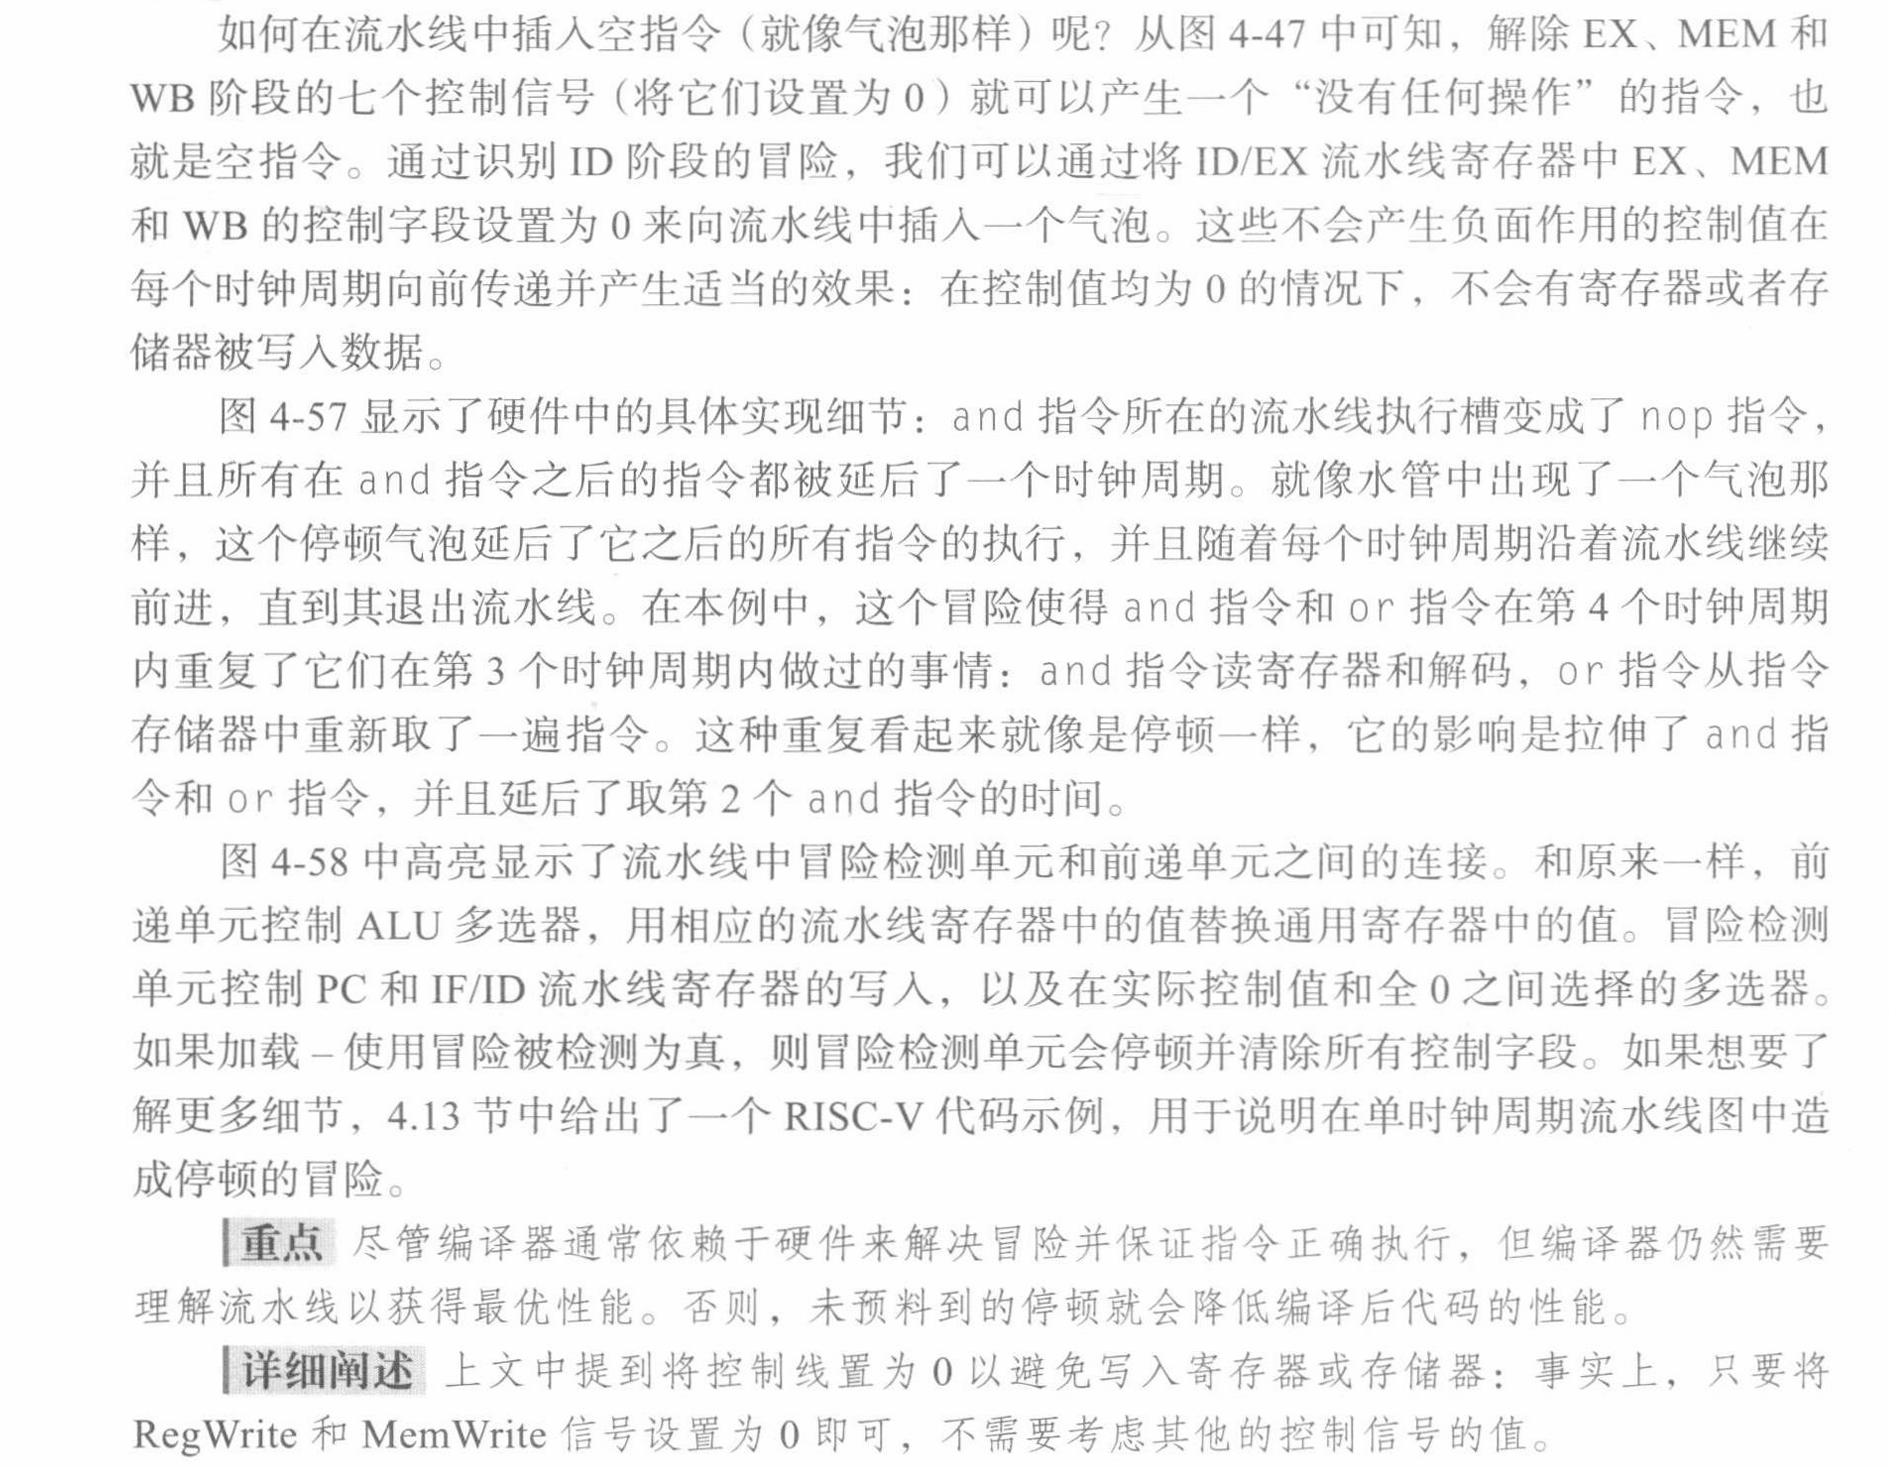 如何在流水线中插入空指令（就像气泡那样）呢？从图 4-47 中可知，解除 EX、MEM 和
WB 阶段的七个控制信号（将它们设置为 0）就可以产生一个“没有任何操作”的指令，也
就是空指令。通过识别 ID 阶段的冒险，我们可以通过将 ID/EX 流水线寄存器中 EX、MEM
和 WB 的控制字段设置为 0 来向流水线中插入一个气泡。这些不会产生负面作用的控制值在
每个时钟周期向前传递并产生适当的效果：在控制值均为 0 的情况下，不会有寄存器或者存
储器被写入数据。
图 4-57 显示了硬件中的具体实现细节：and 指令所在的流水线执行槽变成了 nop 指令，
并且所有在 and 指令之后的指令都被延后了一个时钟周期。就像水管中出现了一个气泡那
样，这个停顿气泡延后了它之后的所有指令的执行，并且随着每个时钟周期沿着流水线继续
前进，直到其退出流水线。在本例中，这个冒险使得 and 指令和 or 指令在第 4 个时钟周期
内重复了它们在第 3 个时钟周期内做过的事情：and 指令读寄存器和解码，or 指令从指令
存储器中重新取了一遍指令。这种重复看起来就像是停顿一样，它的影响是拉伸了 and 指
令和 or 指令，并且延后了取第 2 个 and 指令的时间。
图 4-58 中高亮显示了流水线中冒险检测单元和前递单元之间的连接。和原来一样，前
递单元控制 ALU 多选器，用相应的流水线寄存器中的值替换通用寄存器中的值。冒险检测
单元控制 PC 和 IF/ID 流水线寄存器的写入，以及在实际控制值和全 0 之间选择的多选器。
如果加载 – 使用冒险被检测为真，则冒险检测单元会停顿并清除所有控制字段。如果想要了
解更多细节，4.13 节中给出了一个 RISC-V 代码示例，用于说明在单时钟周期流水线图中造
成停顿的冒险。
重点 尽管编译器通常依赖于硬件来解决冒险并保证指令正确执行，但编译器仍然需要
理解流水线以获得最优性能。否则，未预料到的停顿就会降低编译后代码的性能。
详细阐述 上文中提到将控制线置为 0 以避免写入寄存器或存储器：事实上，只要将
RegWrite 和 MemWrite 信号设置为 0 即可，不需要考虑其他的控制信号的值。